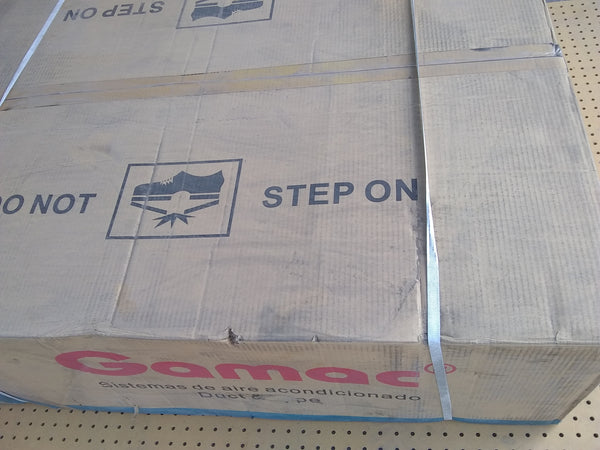 STEP ON
DO NOT STEP ON
Gamac®
Sistemas de aire acondicionado